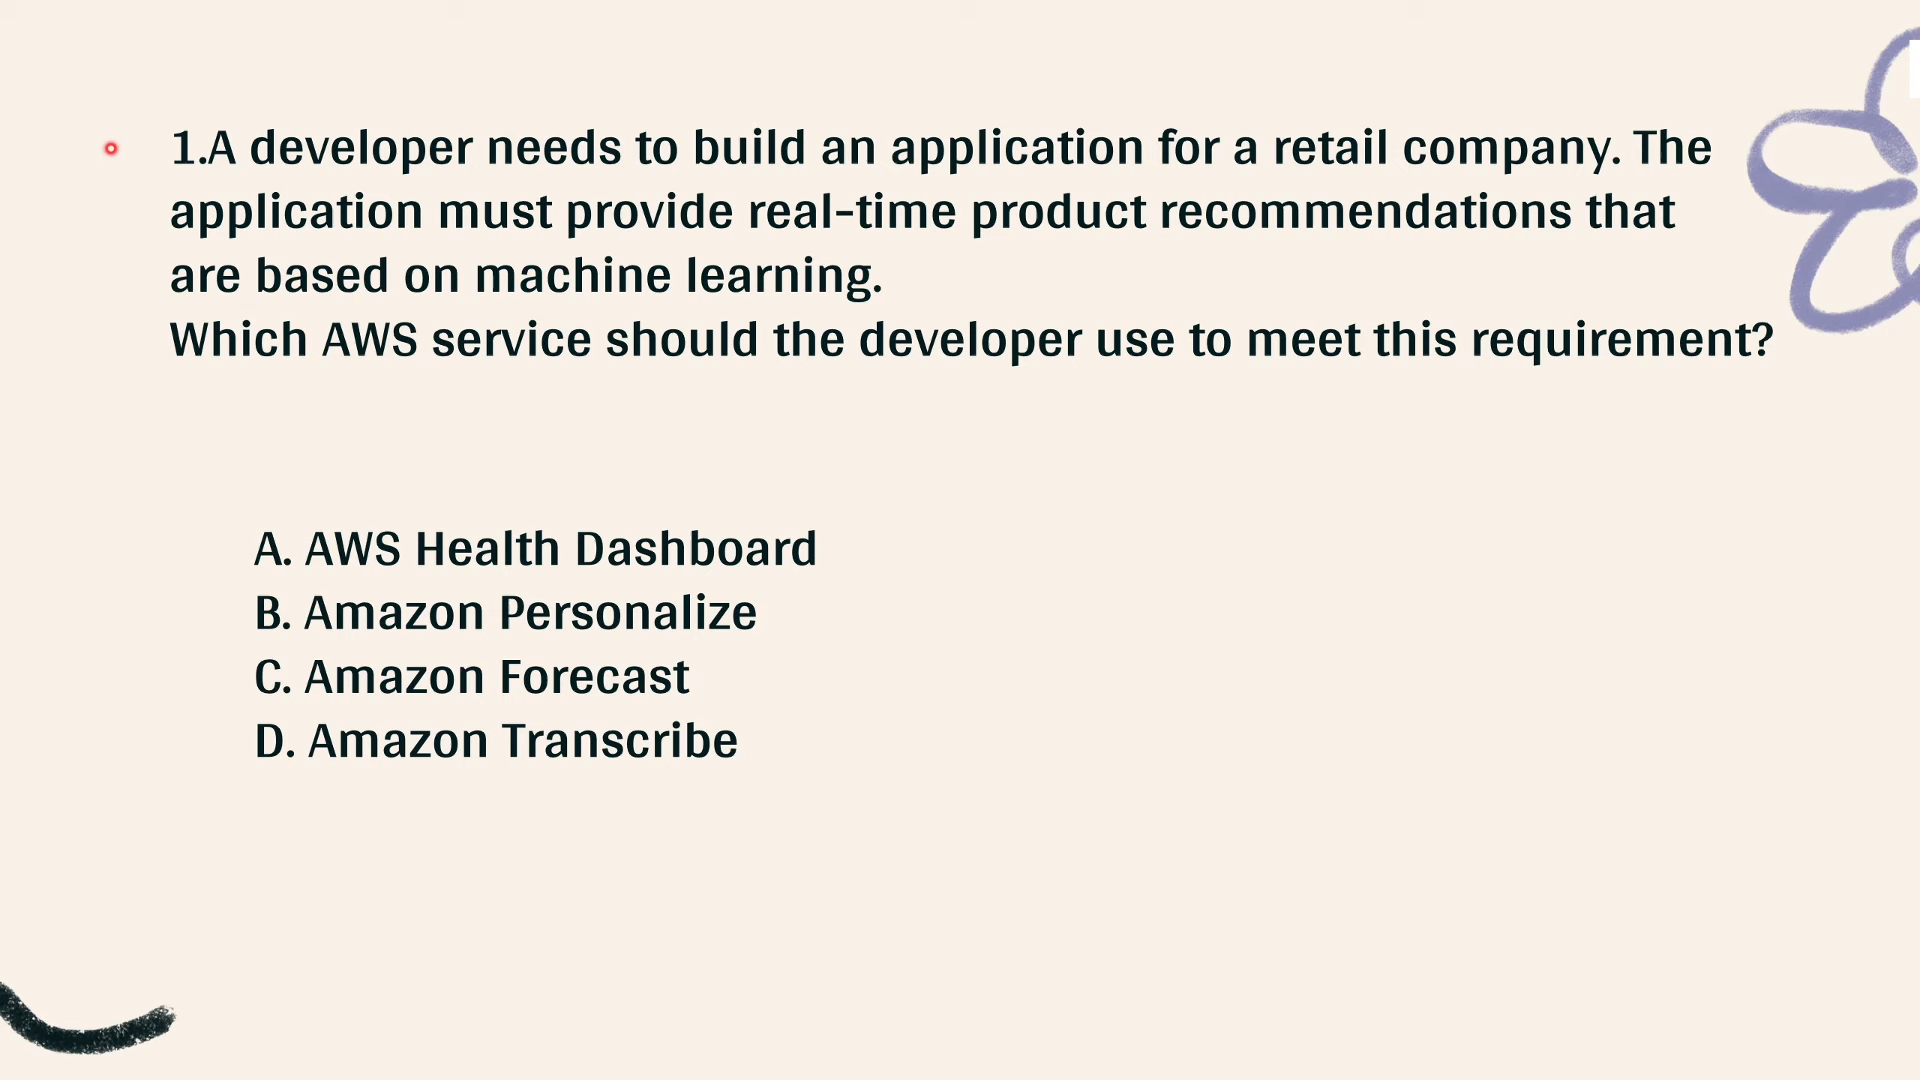 1.A developer needs to build an application for a retail company. The
application must provide real-time product recommendations that
are based on machine learning.
Which AWS service should the developer use to meet this requirement?
A. AWS Health Dashboard
B. Amazon Personalize
C. Amazon Forecast
D. Amazon Transcribe